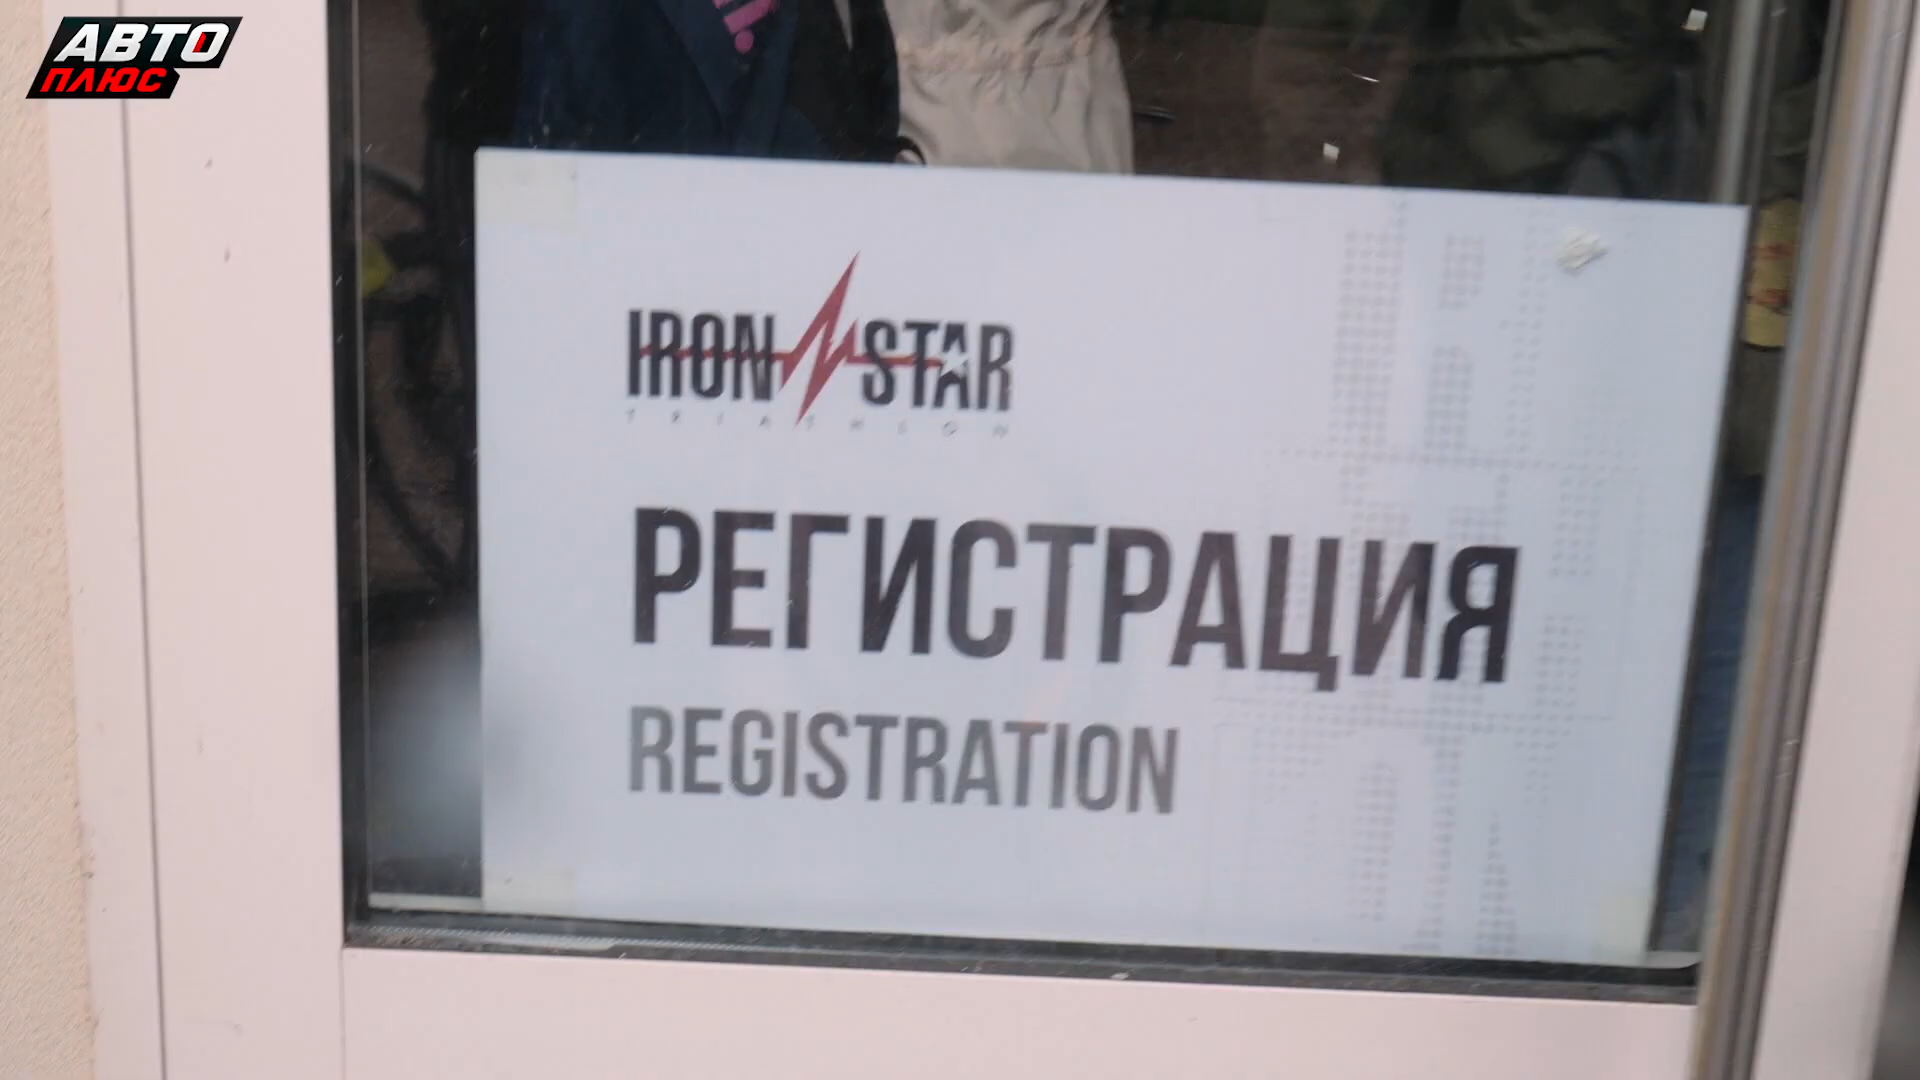 АВТО
ПЛЮС
IRON STAR
TRIATHLON
РЕГИСТРАЦИЯ
REGISTRATION